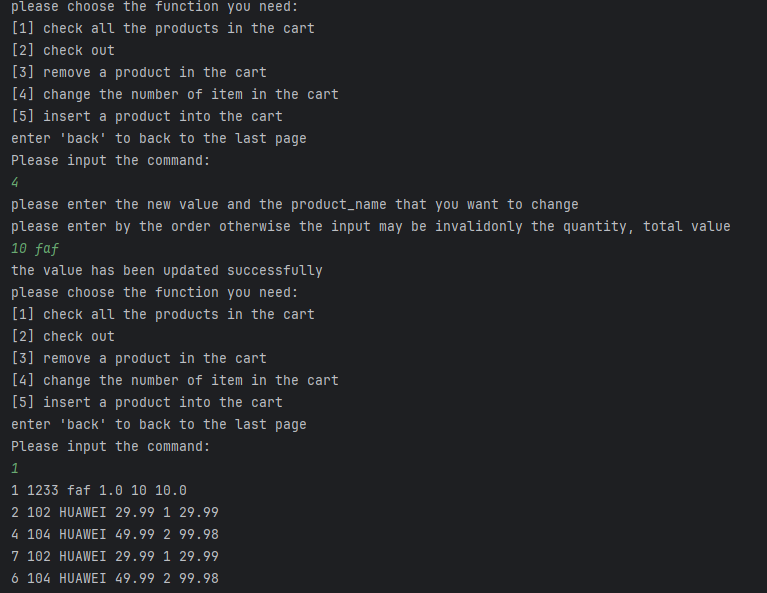 please choose the function you need:
[1] check all the products in the cart
[2] check out
[3] remove a product in the cart
[4] change the number of item in the cart
[5] insert a product into the cart
enter 'back' to back to the last page
Please input the command:
4
please enter the new value and the product_name that you want to change
please enter by the order otherwise the input may be invalidonly the quantity, total value
10 faf
the value has been updated successfully
please choose the function you need:
[1] check all the products in the cart
[2] check out
[3] remove a product in the cart
[4] change the number of item in the cart
[5] insert a product into the cart
enter 'back' to back to the last page
Please input the command:
1
1 1233 faf 1.0 10 10.0
2 102 HUAWEI 29.99 1 29.99
4 104 HUAWEI 49.99 2 99.98
7 102 HUAWEI 29.99 1 29.99
6 104 HUAWEI 49.99 2 99.98